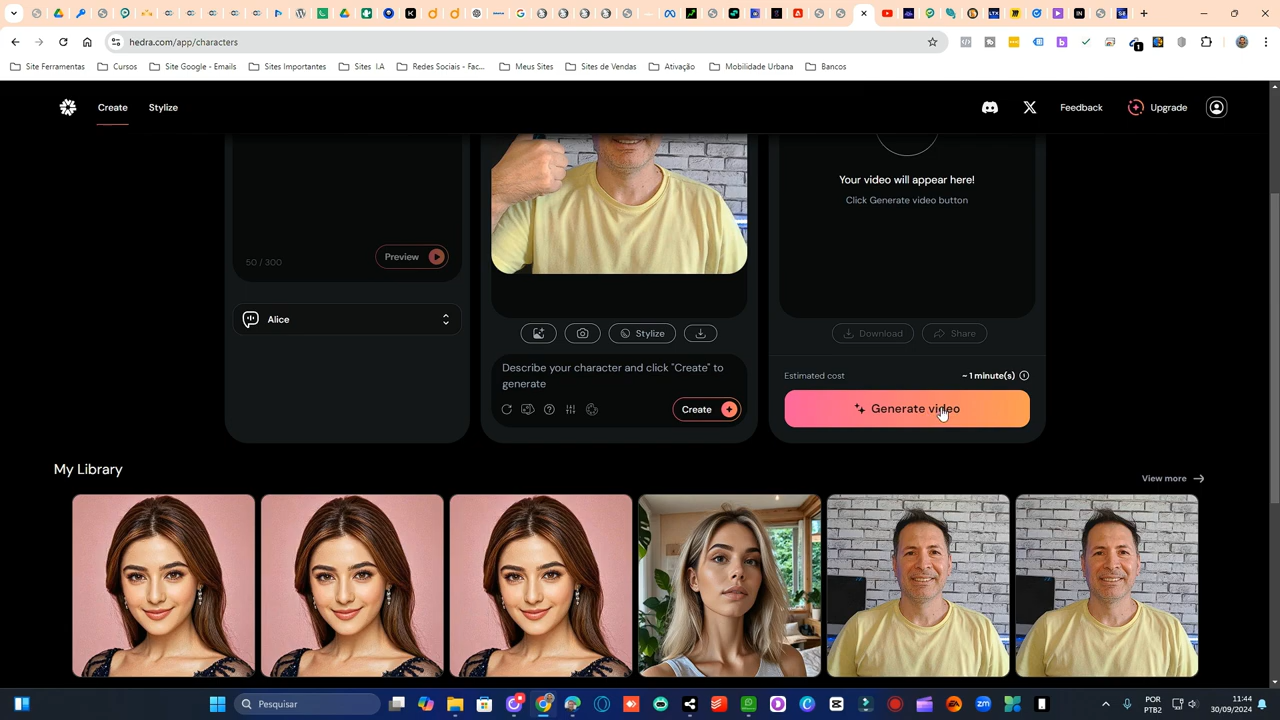 hedra.com/app/characters
1
Site Ferramentas
Cursos
Site Google - Emails
Sites Importantes
Sites I.A
Redes sociais - Fac...
Meus Sites
Sites de Vendas
Ativação
Mobilidade Urbana
Bancos
Create
Stylize
Feedback
Upgrade
Your video will appear here!
Click Generate video button
50 / 300
Preview
Alice
Stylize
Download
Share
Describe your character and click "Create" to
generate
Create
Estimated cost
~ 1 minute(s)
Generate video
My Library
View more
Pesquisar
POR
PTB2
11:44
30/09/2024